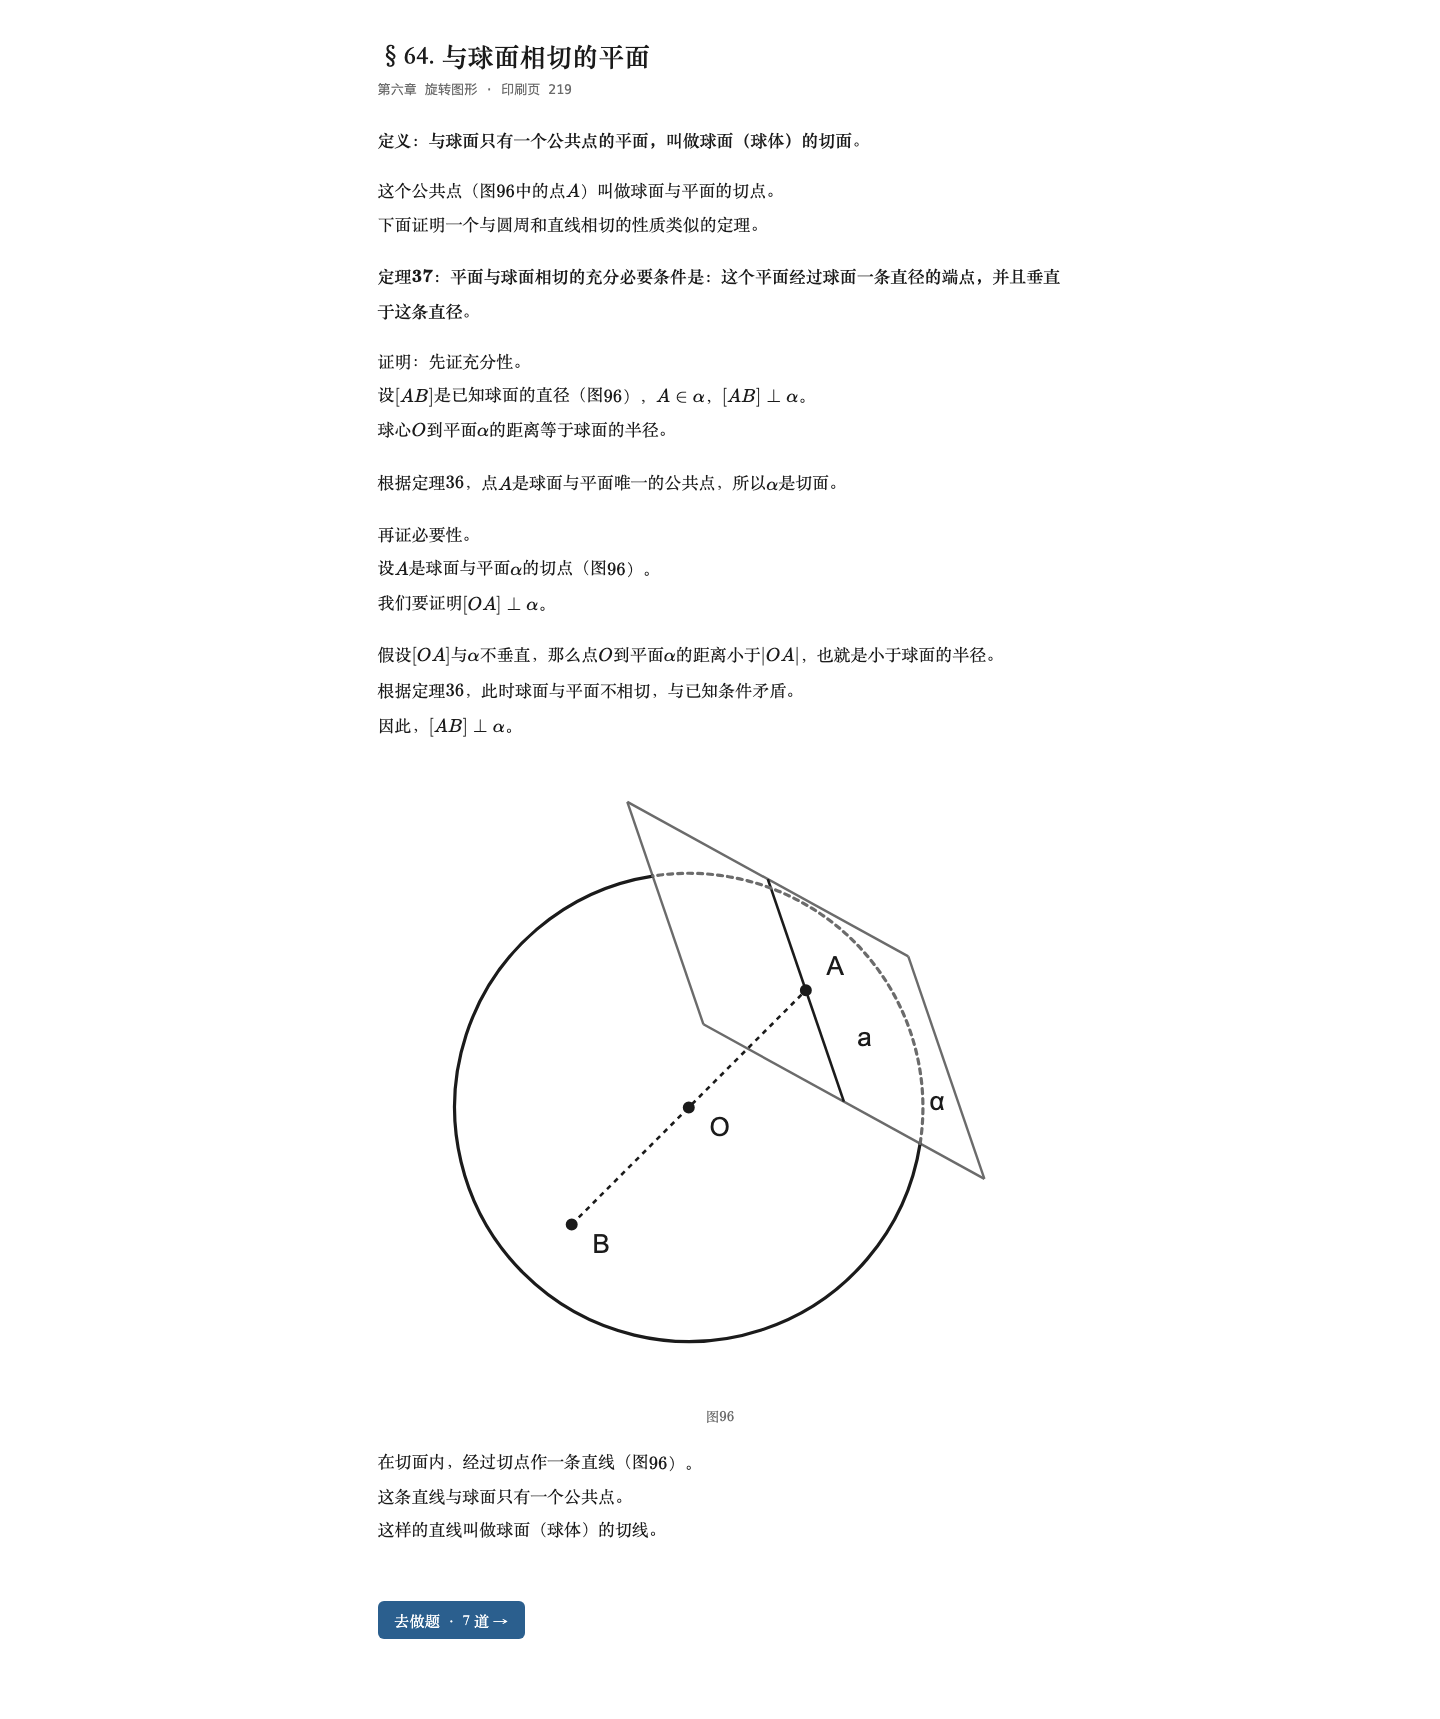 § 64. 与球面相切的平面
第六章 旋转图形 · 印刷页 219
定义：与球面只有一个公共点的平面，叫做球面（球体）的切面。
这个公共点（图96中的点A）叫做球面与平面的切点。
下面证明一个与圆周和直线相切的性质类似的定理。
定理37：平面与球面相切的充分必要条件是：这个平面经过球面一条直径的端点，并且垂直
于这条直径。
证明：先证充分性。
设[AB]是已知球面的直径（图96），A ∈ α，[AB] ⊥ α。
球心O到平面α的距离等于球面的半径。
根据定理36，点A是球面与平面唯一的公共点，所以α是切面。
再证必要性。
设A是球面与平面α的切点（图96）。
我们要证明[OA] ⊥ α。
假设[OA]与α不垂直，那么点O到平面α的距离小于|OA|，也就是小于球面的半径。
根据定理36，此时球面与平面不相切，与已知条件矛盾。
因此，[AB] ⊥ α。
A
a
α
O
B
图96
在切面内，经过切点作一条直线（图96）。
这条直线与球面只有一个公共点。
这样的直线叫做球面（球体）的切线。
去做题 · 7 道 →